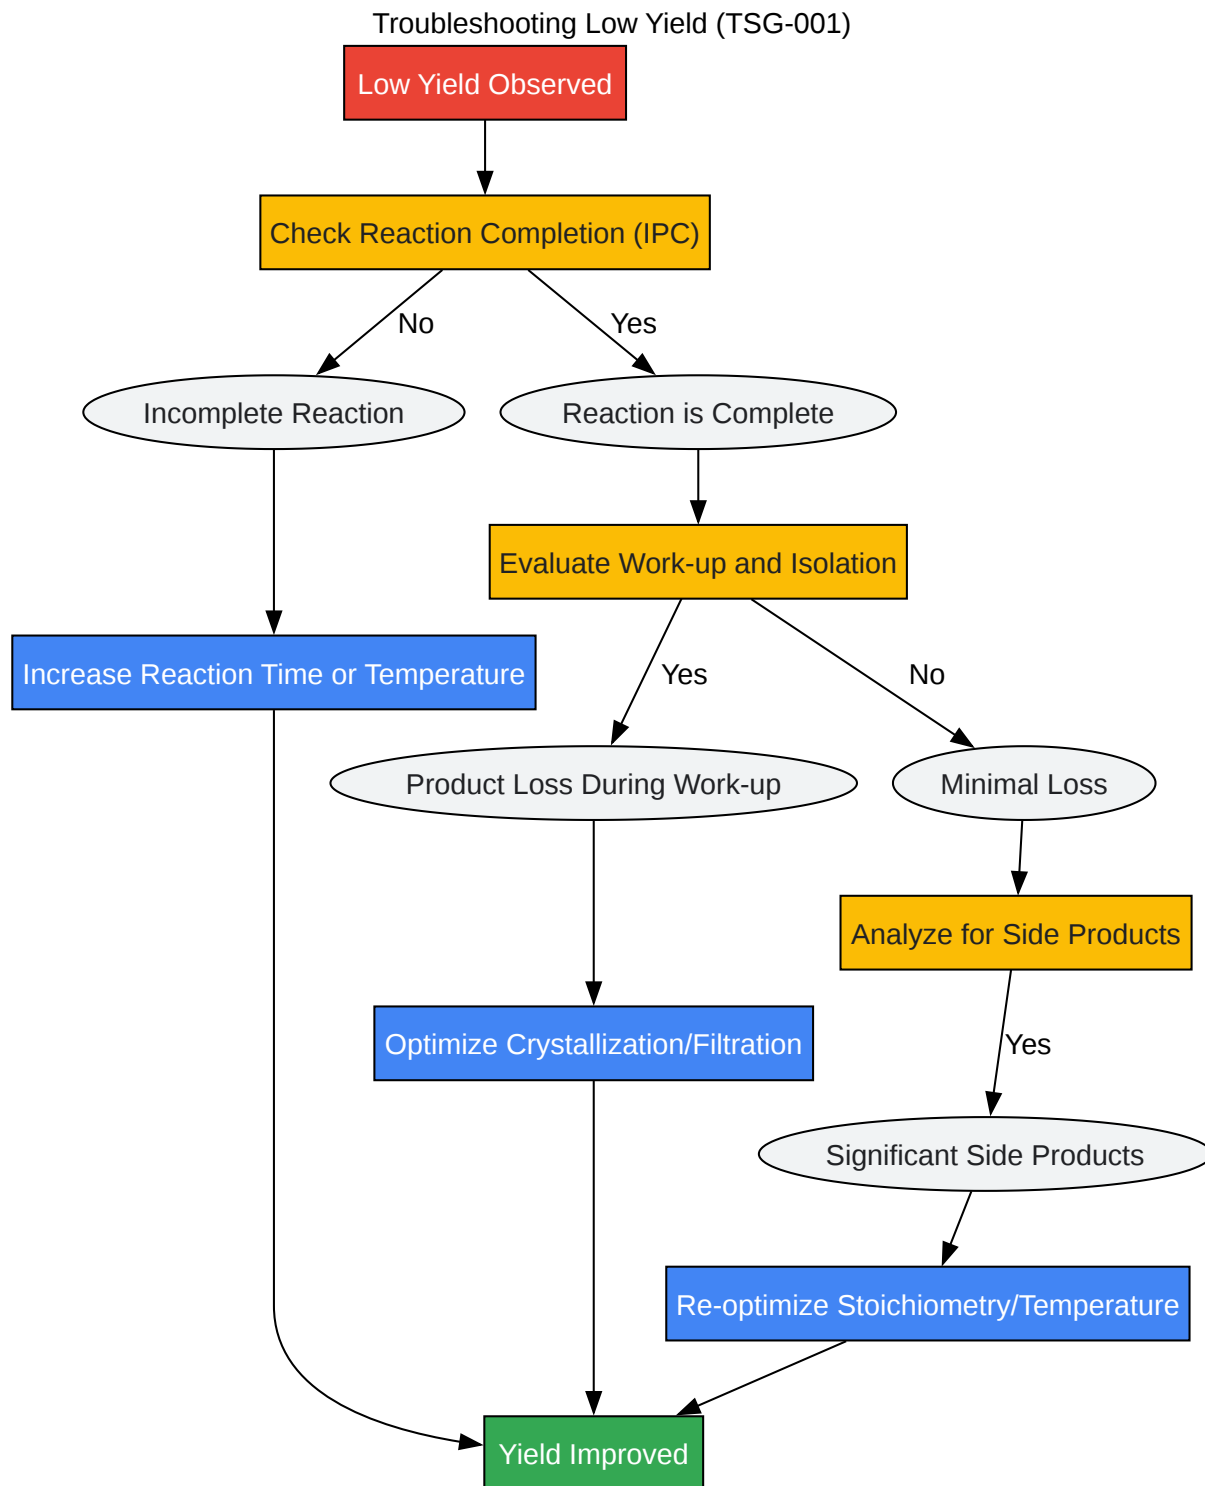 Troubleshooting Low Yield (TSG-001)
Low Yield Observed
Check Reaction Completion (IPC)
No
Yes
Incomplete Reaction
Reaction is Complete
Evaluate Work-up and Isolation
Increase Reaction Time or Temperature
Yes
No
Product Loss During Work-up
Minimal Loss
Analyze for Side Products
Optimize Crystallization/Filtration
Yes
Significant Side Products
Re-optimize Stoichiometry/Temperature
Yield Improved